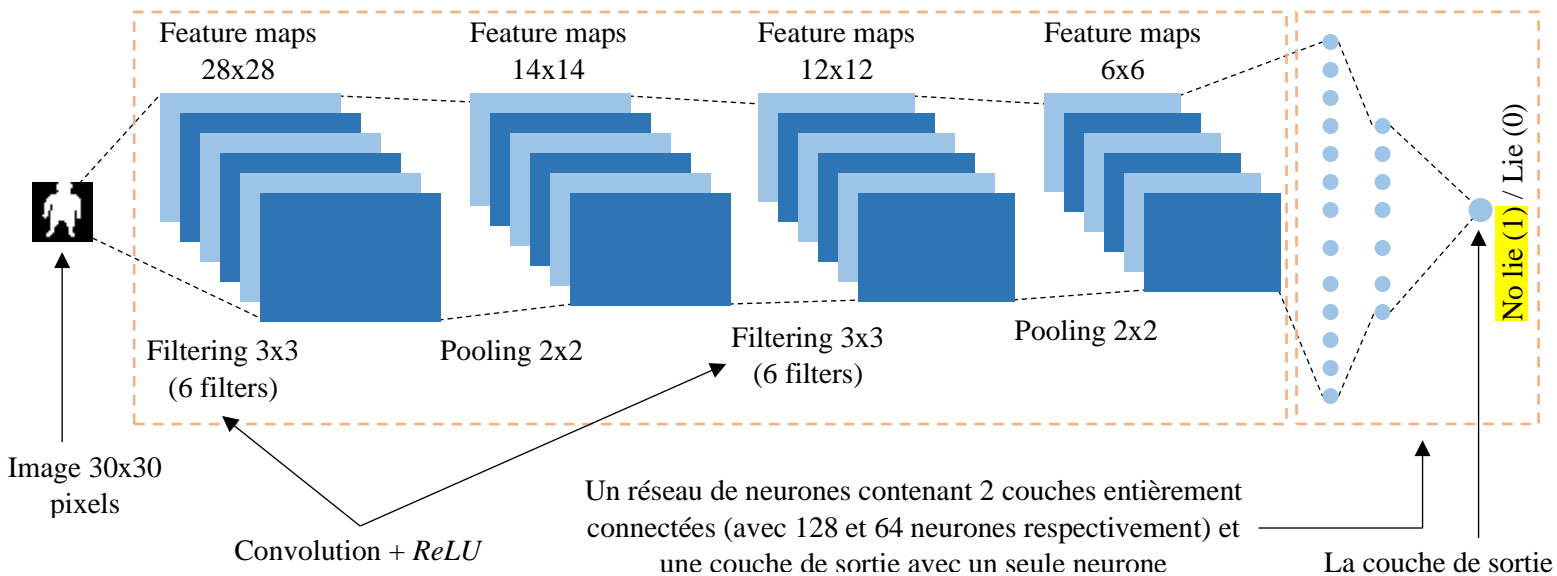 Feature maps
28x28
Feature maps
14x14
Feature maps
12x12
Feature maps
6x6
No lie (1) / Lie (0)
Filtering 3x3
(6 filters)
Pooling 2x2
Filtering 3x3
(6 filters)
Pooling 2x2
Image 30x30
pixels
Convolution + ReLU
Un réseau de neurones contenant 2 couches entièrement
connectées (avec 128 et 64 neurones respectivement) et
une couche de sortie avec un seule neurone
La couche de sortie